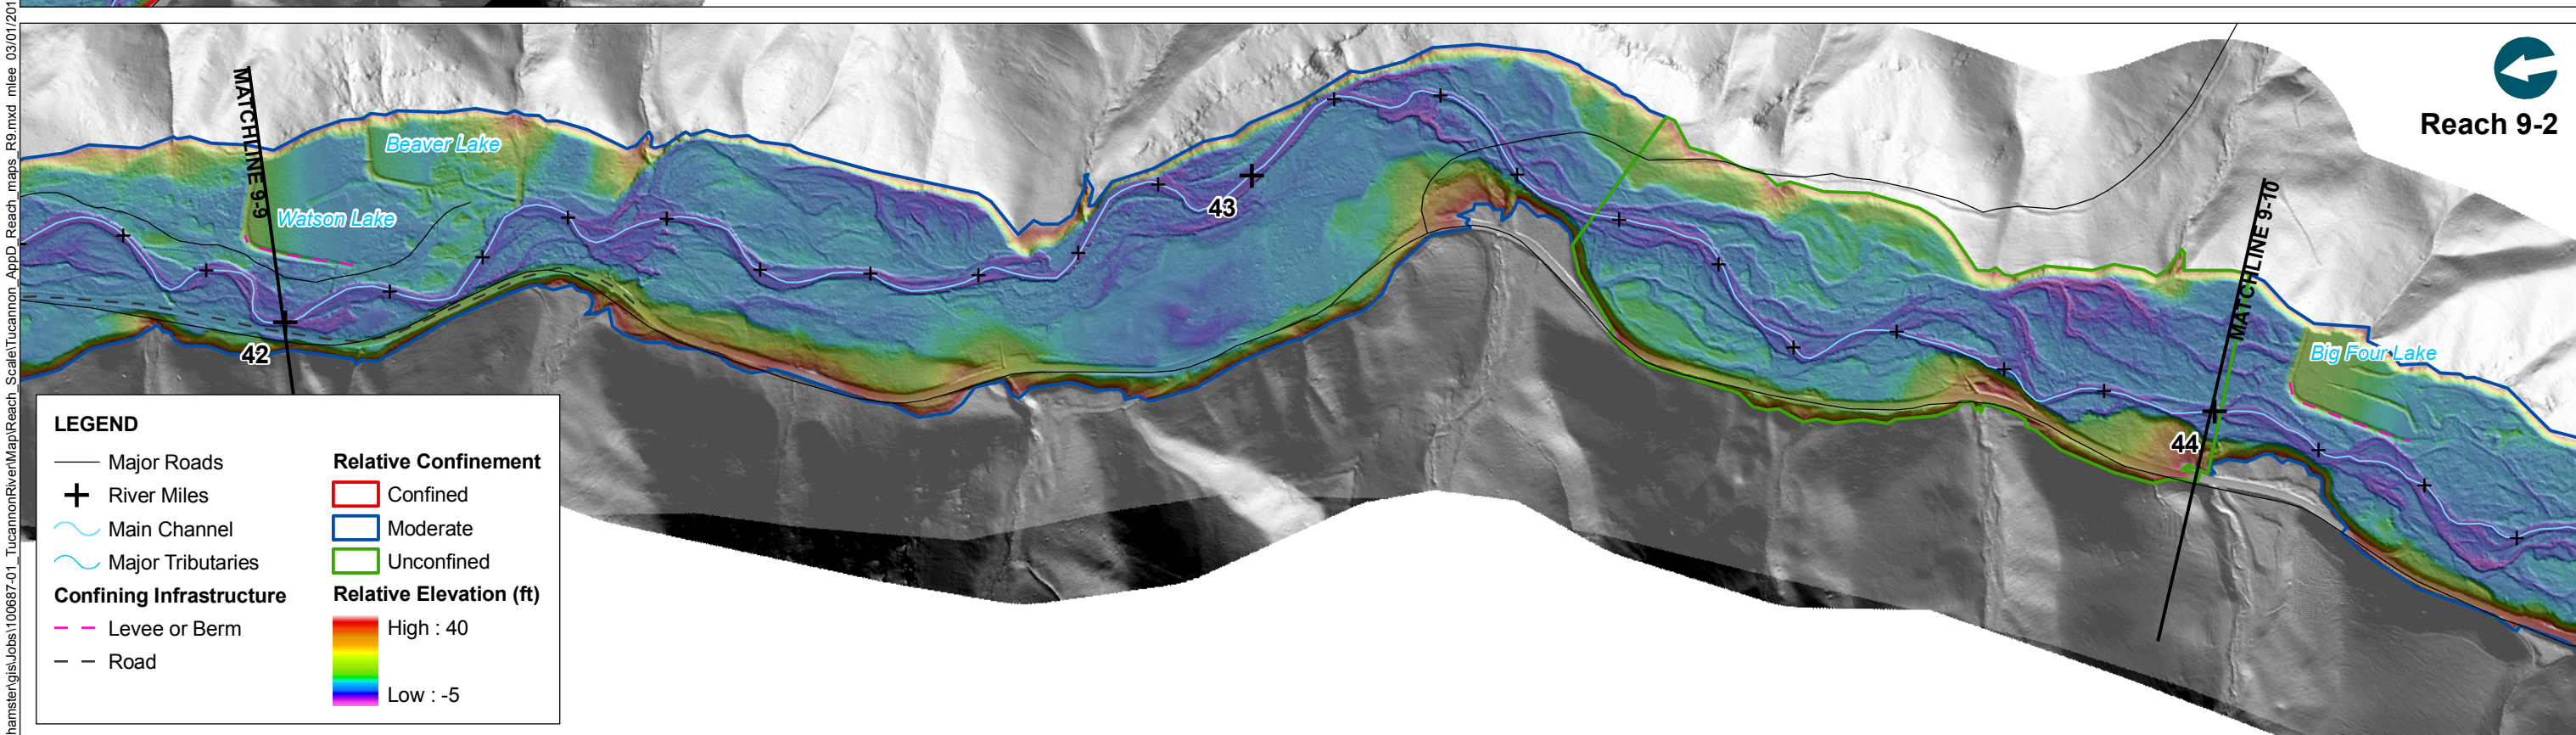 hamster\gis\Jobs\100687-01_TucannonRiver\Map\Reach_Scale\Tucannon_AppD_Reach_maps_R9.mxd mlee 03/01/201
Reach 9-2
MATCHLINE 9-9
Beaver Lake
Watson Lake
42
43
MATCHLINE 9-10
Big Four Lake
44
LEGEND
Major Roads
River Miles
Main Channel
Major Tributaries
Confining Infrastructure
Levee or Berm
Road
Relative Confinement
Confined
Moderate
Unconfined
Relative Elevation (ft)
High : 40
Low : -5